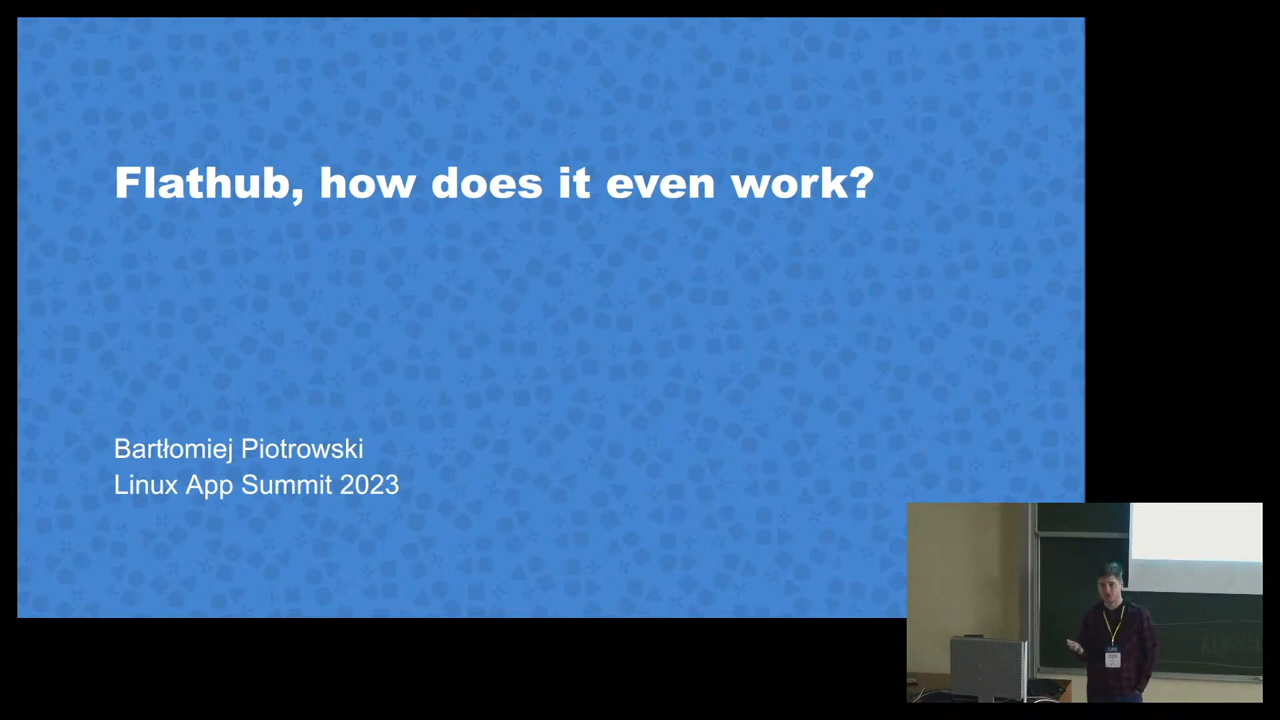 Flathub, how does it even work?
Bartłomiej Piotrowski
Linux App Summit 2023